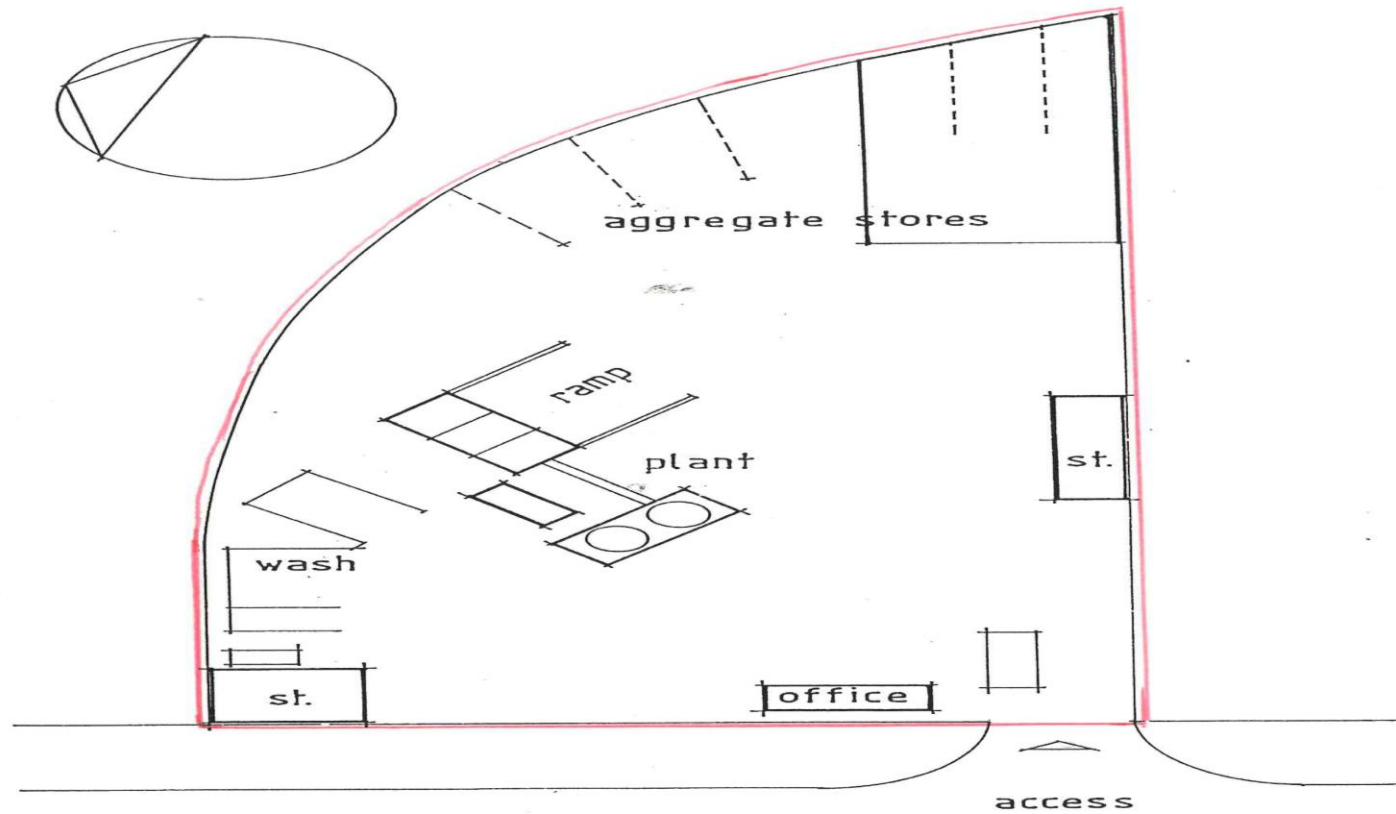 aggregate stores
ramp
plant
st.
wash
st.
office
access